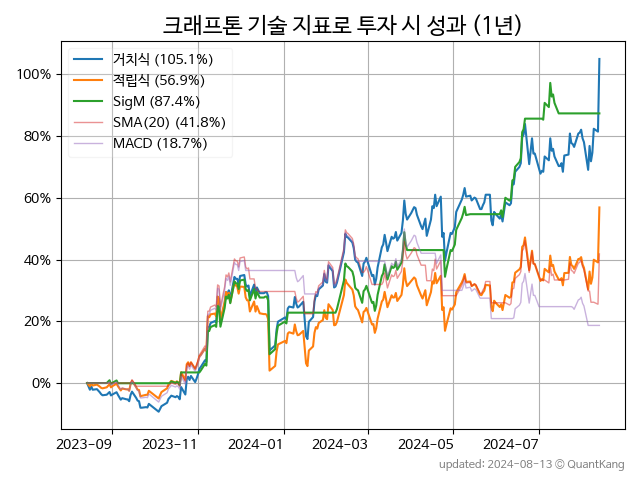 크래프톤 기술 지표로 투자 시 성과 (1년)
거치식 (105.1%)
적립식 (56.9%)
SigM (87.4%)
SMA(20) (41.8%)
MACD (18.7%)
100%
80%
60%
40%
20%
0%
2023-09 2023-11 2024-01 2024-03 2024-05 2024-07
updated: 2024-08-13 © QuantKang